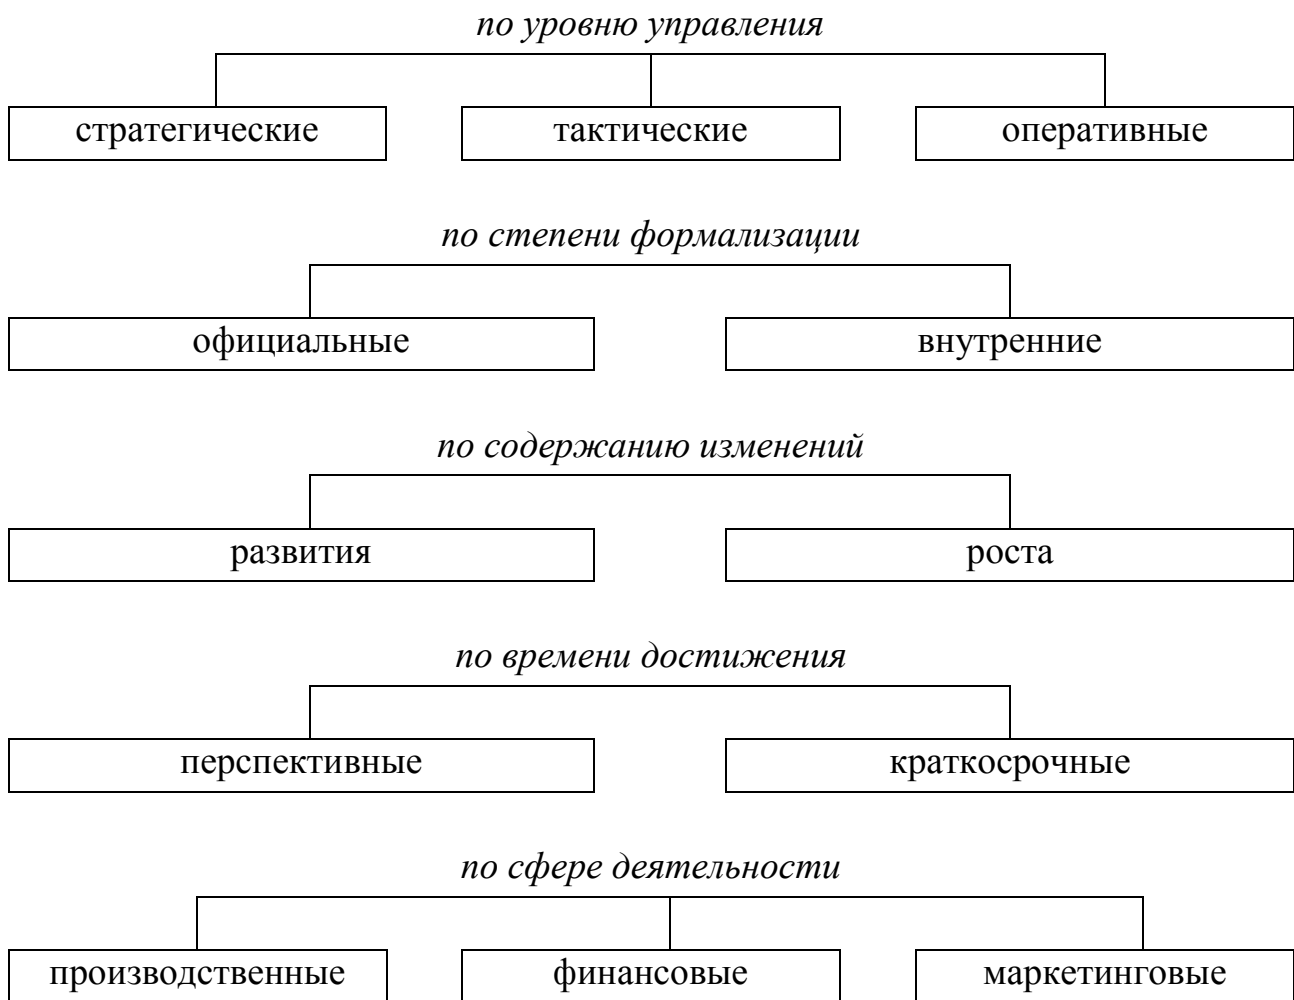 по уровню управления
стратегические тактические оперативные
по степени формализации
официальные внутренние
по содержанию изменений
развития роста
по времени достижения
перспективные краткосрочные
по сфере деятельности
производственные финансовые маркетинговые